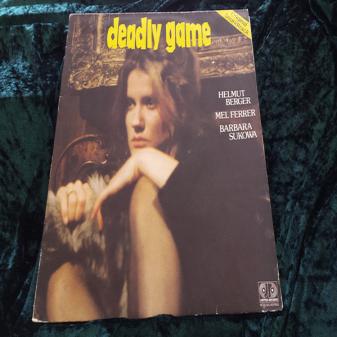 deadly game
HELMUT
BERGER
MEL FERRER
BARBARA
SUKOWA